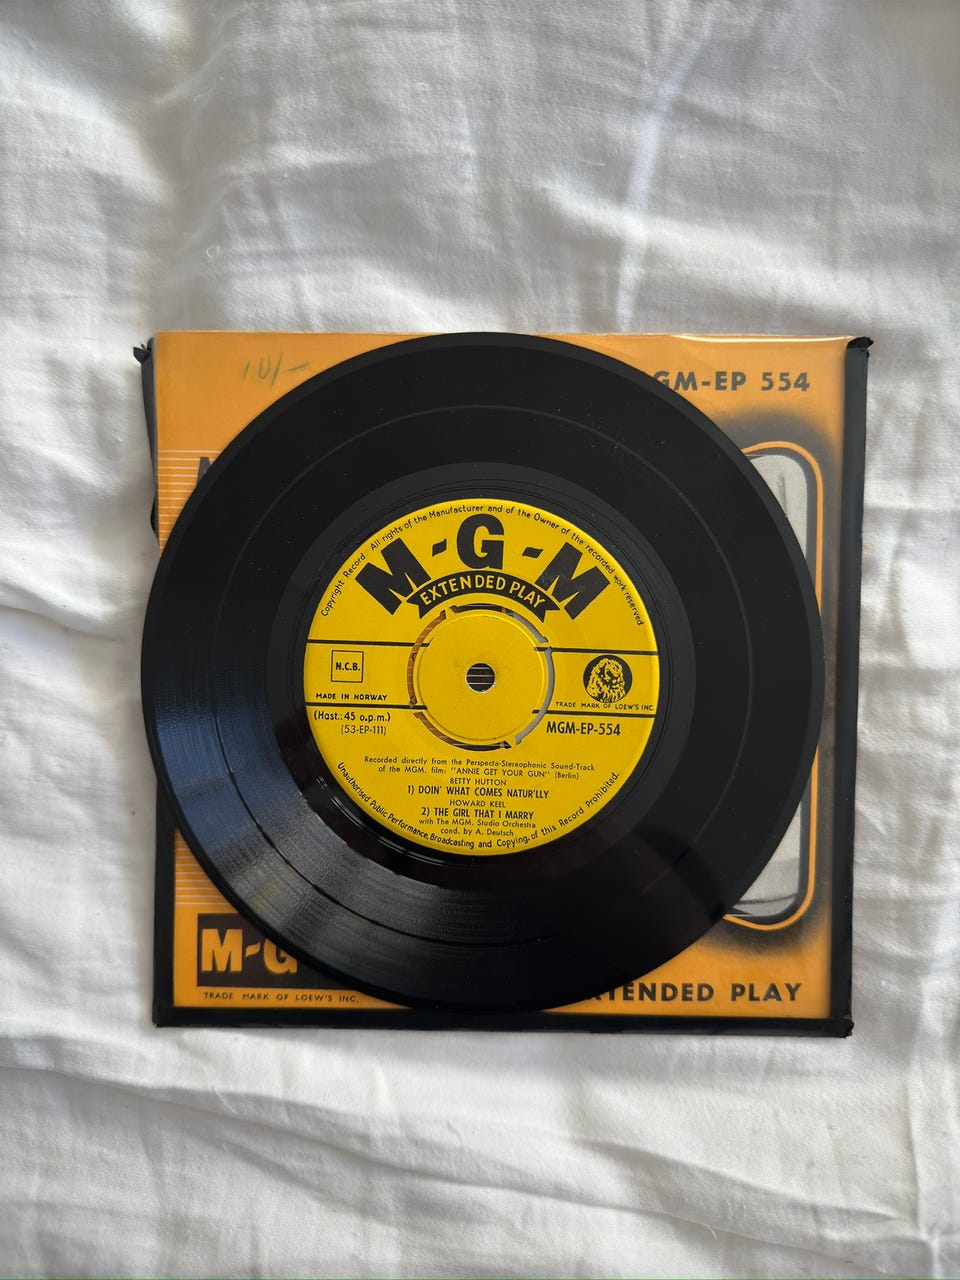 10/-
GM-EP 554
Copyright Record. All rights of the Manufacturer and of the Owner of the recorded work reserved.
M-G-M
EXTENDED PLAY
N.C.B.
MADE IN NORWAY
TRADE MARK OF LOEW'S INC.
(Hast.: 45 o.p.m.)
(53-EP-111)
MGM-EP-554
Recorded directly from the Perspecta-Stereophonic Sound-Track
of the MGM. film: "ANNIE GET YOUR GUN" (Berlin)
BETTY HUTTON
1) DOIN' WHAT COMES NATUR'LLY
HOWARD KEEL
2) THE GIRL THAT I MARRY
with The MGM. Studio Orchestra
cond. by A. Deutsch
Unauthorised Public Performance, Broadcasting and Copying, of this Record Prohibited.
M-G
TRADE MARK OF LOEW'S INC.
TENDED PLAY